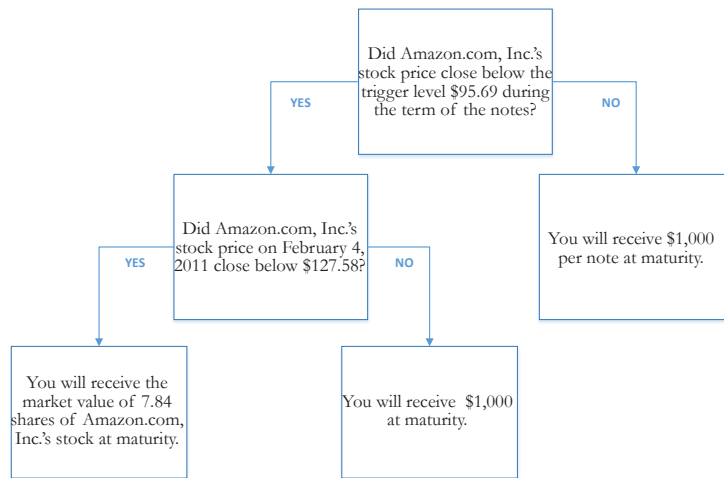 Did Amazon.com, Inc.'s
stock price close below the
trigger level $95.69 during
the term of the notes?
YES
NO
Did Amazon.com, Inc.'s
stock price on February 4,
2011 close below $127.58?
You will receive $1,000
per note at maturity.
YES
NO
You will receive the
market value of 7.84
shares of Amazon.com,
Inc.'s stock at maturity.
You will receive $1,000
at maturity.